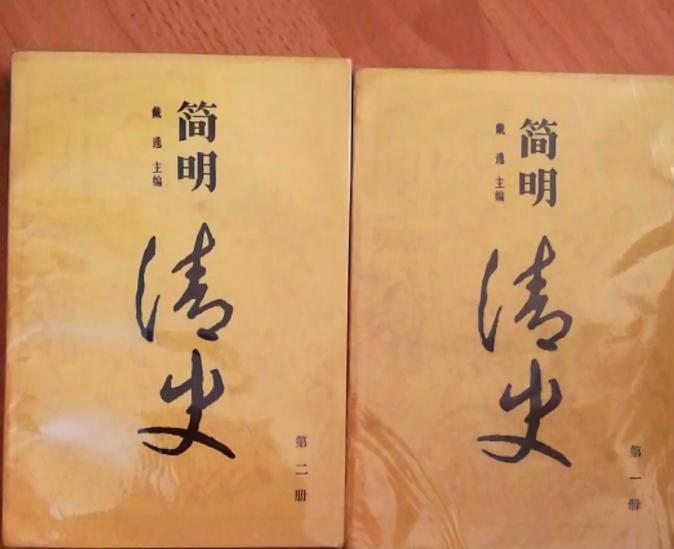 简明
清史
戴逸主编
第二册
简明
清史
戴逸主编
第一册